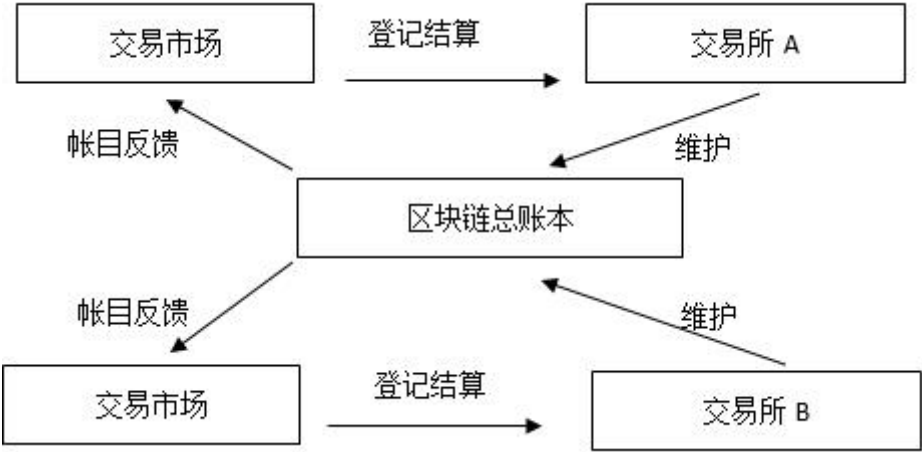 交易市场
登记结算
交易所 A
帐目反馈
维护
区块链总账本
帐目反馈
维护
交易市场
登记结算
交易所 B